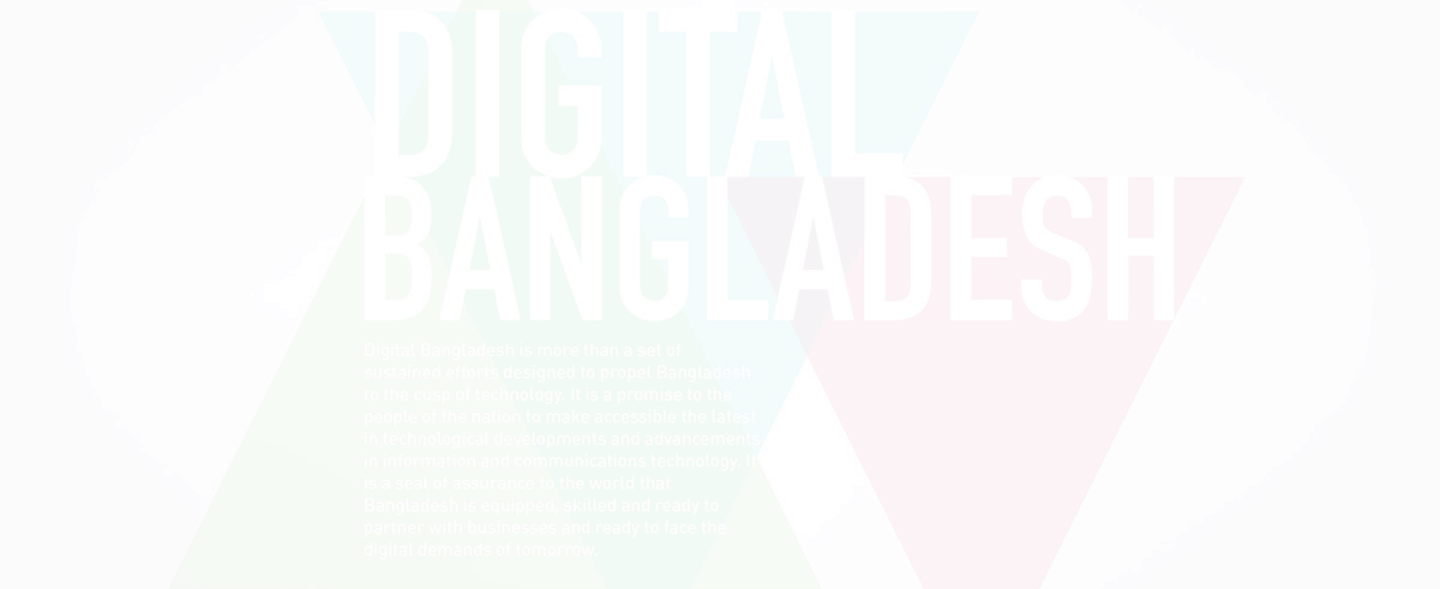 DIGITAL
BANGLADESH
Digital Bangladesh is more than a set of
sustained efforts designed to propel Bangladesh
to the cusp of technology. It is a promise to the
people of the nation to make accessible the latest
in technological developments and advancements
in information and communications technology. It
is a seal of assurance to the world that
Bangladesh is equipped, skilled and ready to
partner with businesses and ready to face the
digital demands of tomorrow.